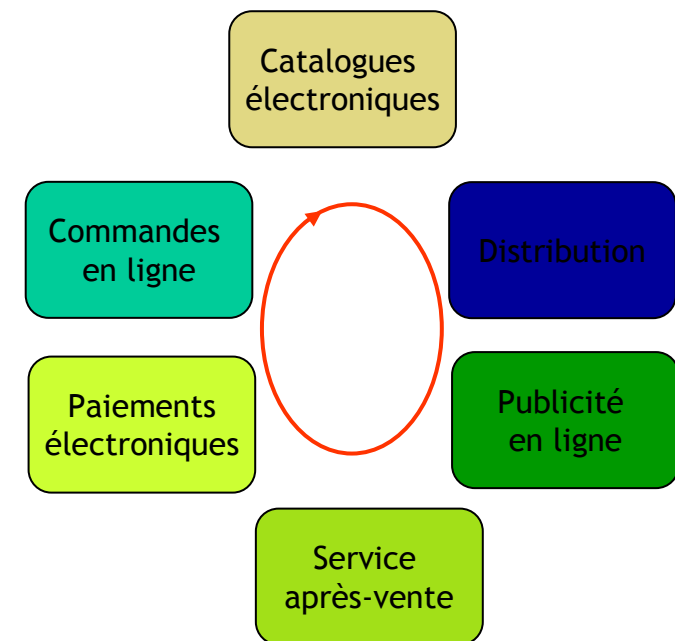 Catalogues
électroniques
Commandes
en ligne
Distribution
Paiements
électroniques
Publicité
en ligne
Service
après-vente